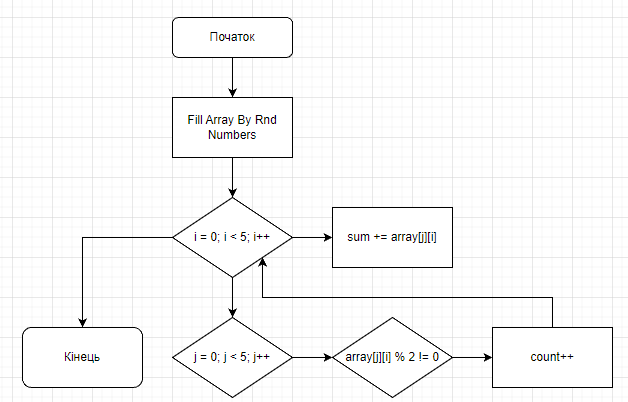 Початок
Fill Array By Rnd
Numbers
i = 0; i < 5; i++
sum += array[j][i]
Кінець
j = 0; j < 5; j++
array[j][i] % 2 != 0
count++